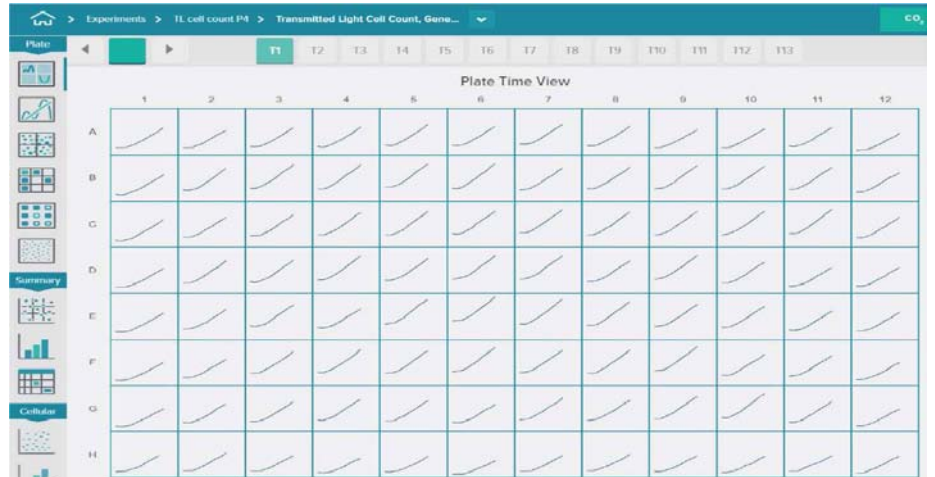 > Experiments > TL cell count P4 > Transmitted Light Cell Count, Gene...
CO₂
Plate
T1 T2 T3 T4 T5 T6 T7 T8 T9 T10 T11 T12 T13
Plate Time View
1 2 3 4 5 6 7 8 9 10 11 12
A
B
C
D
Summary
E
F
Cellular
G
H